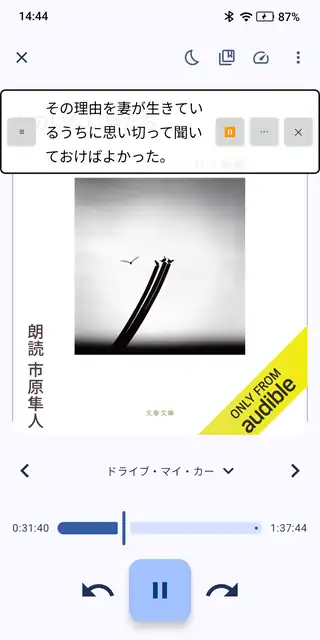 14:44
87%
その理由を妻が生きてい
るうちに思い切って聞い
ておけばよかった。
朗読 市原隼人
文春文庫
ONLY FROM
audible
ドライブ・マイ・カー
0:31:40
1:37:44